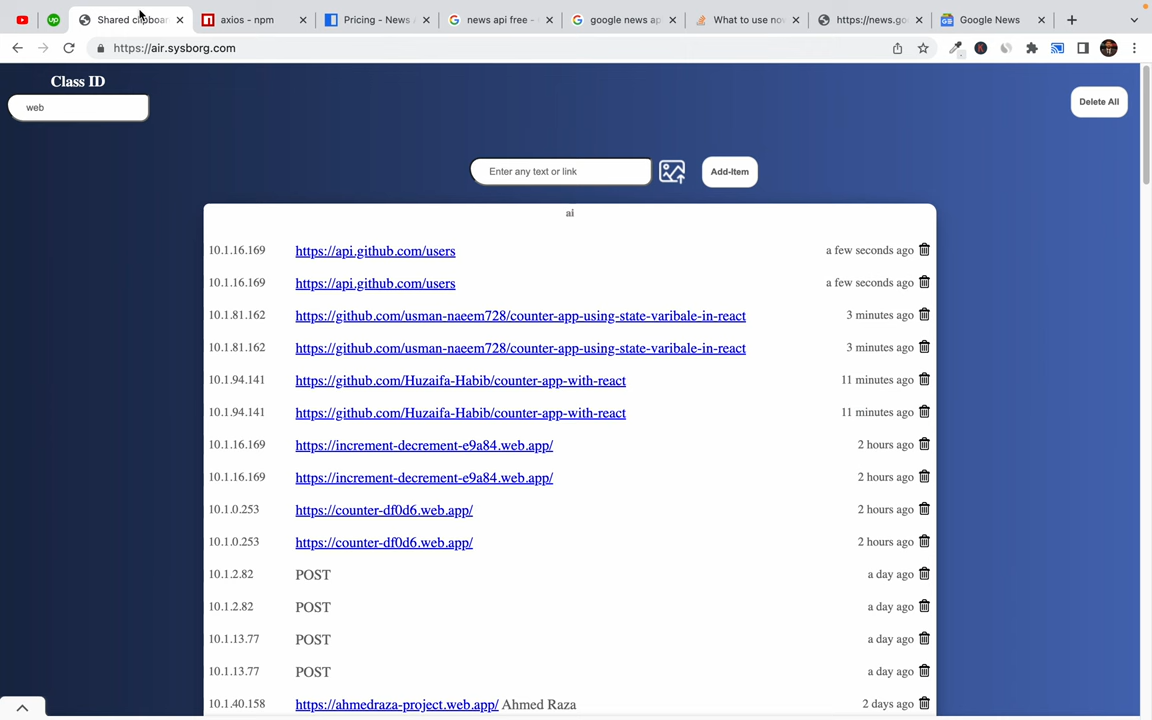 Shared clipboar
axios - npm
Pricing - News A
news api free -
google news ap
What to use no
https://news.go
Google News
https://air.sysborg.com
Class ID
web
Delete All
Enter any text or link
Add-Item
ai
10.1.16.169 https://api.github.com/users a few seconds ago
10.1.16.169 https://api.github.com/users a few seconds ago
10.1.81.162 https://github.com/usman-naeem728/counter-app-using-state-varibale-in-react 3 minutes ago
10.1.81.162 https://github.com/usman-naeem728/counter-app-using-state-varibale-in-react 3 minutes ago
10.1.94.141 https://github.com/Huzaifa-Habib/counter-app-with-react 11 minutes ago
10.1.94.141 https://github.com/Huzaifa-Habib/counter-app-with-react 11 minutes ago
10.1.16.169 https://increment-decrement-e9a84.web.app/ 2 hours ago
10.1.16.169 https://increment-decrement-e9a84.web.app/ 2 hours ago
10.1.0.253 https://counter-df0d6.web.app/ 2 hours ago
10.1.0.253 https://counter-df0d6.web.app/ 2 hours ago
10.1.2.82 POST a day ago
10.1.2.82 POST a day ago
10.1.13.77 POST a day ago
10.1.13.77 POST a day ago
10.1.40.158 https://ahmedraza-project.web.app/ Ahmed Raza 2 days ago